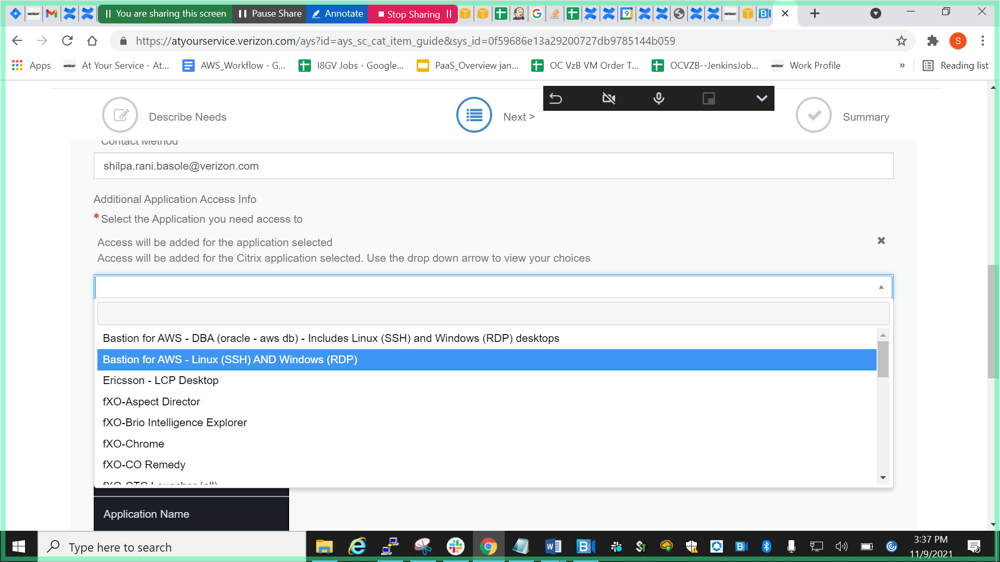 You are sharing this screen
Pause Share
Annotate
Stop Sharing
https://atyourservice.verizon.com/ays?id=ays_sc_cat_item_guide&sys_id=0f59686e13a29200727db9785144b059
S
Apps
At Your Service - At...
AWS_Workflow - G...
I8GV Jobs - Google...
PaaS_Overview jan...
OC VzB VM Order T...
OCVZB--JenkinsJob...
Work Profile
»
Reading list
Describe Needs
Next >
Summary
Contact Method
shilpa.rani.basole@verizon.com
Additional Application Access Info
* Select the Application you need access to
Access will be added for the application selected
Access will be added for the Citrix application selected. Use the drop down arrow to view your choices
Bastion for AWS - DBA (oracle - aws db) - Includes Linux (SSH) and Windows (RDP) desktops
Bastion for AWS - Linux (SSH) AND Windows (RDP)
Ericsson - LCP Desktop
fXO-Aspect Director
fXO-Brio Intelligence Explorer
fXO-Chrome
fXO-CO Remedy
Application Name
Type here to search
3:37 PM
11/9/2021